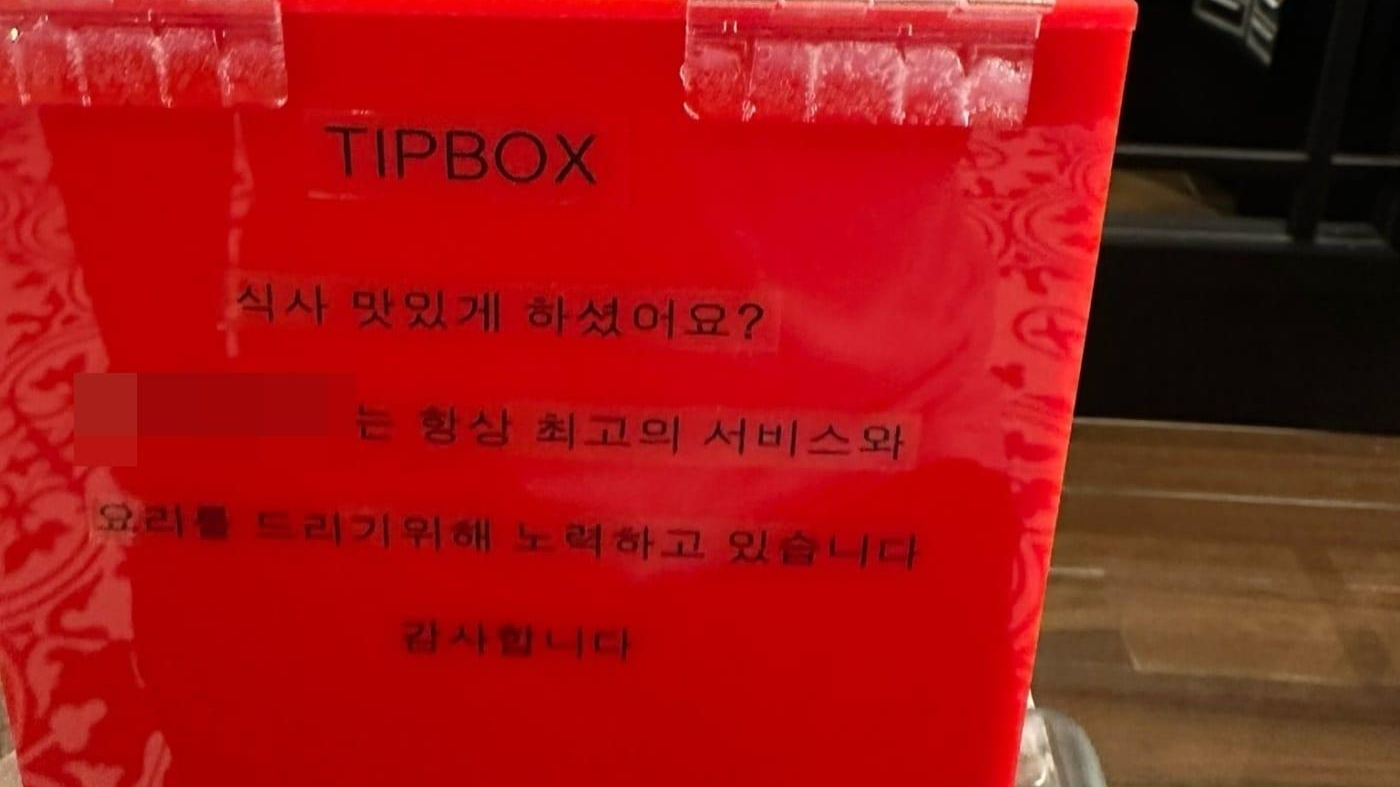 TIPBOX
식사 맛있게 하셨어요?
는 항상 최고의 서비스와
요리를 드리기위해 노력하고 있습니다
감사합니다